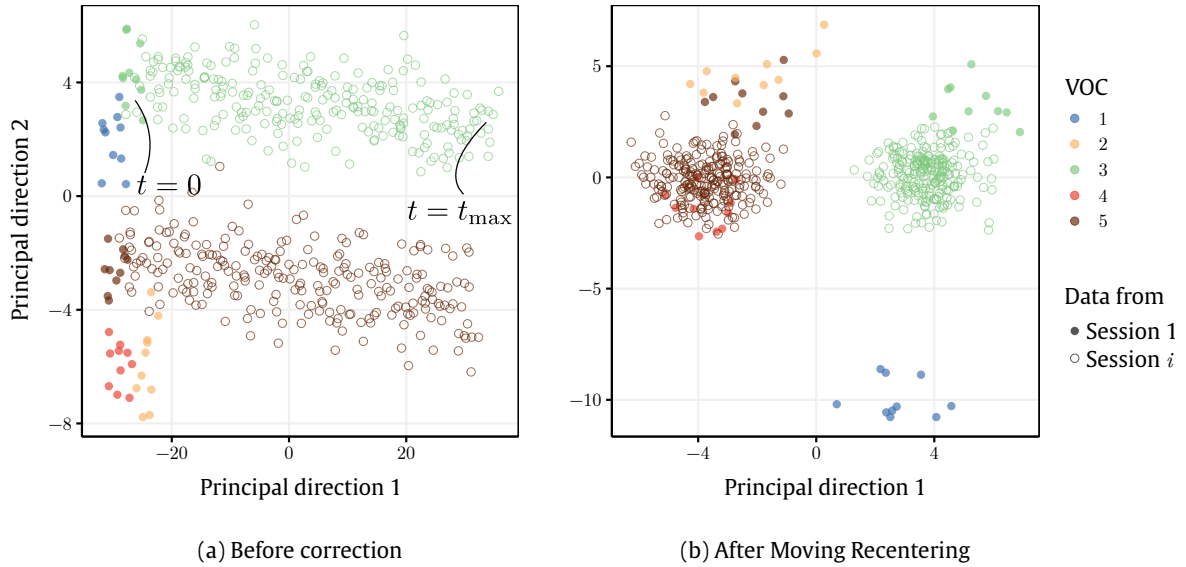 Principal direction 2
4
0
−4
−8
−20
0
20
t = 0
t = t_max
Principal direction 1
(a) Before correction
5
0
−5
−10
−4
0
4
Principal direction 1
(b) After Moving Recentering
VOC
1
2
3
4
5
Data from
Session 1
Session i